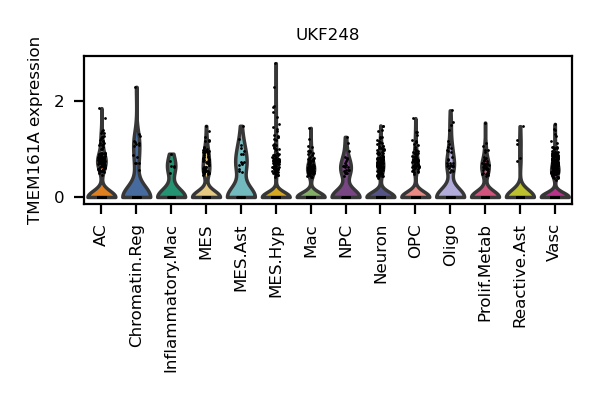 UKF248
TMEM161A expression
2
0
AC
Chromatin.Reg
Inflammatory.Mac
MES
MES.Ast
MES.Hyp
Mac
NPC
Neuron
OPC
Oligo
Prolif.Metab
Reactive.Ast
Vasc